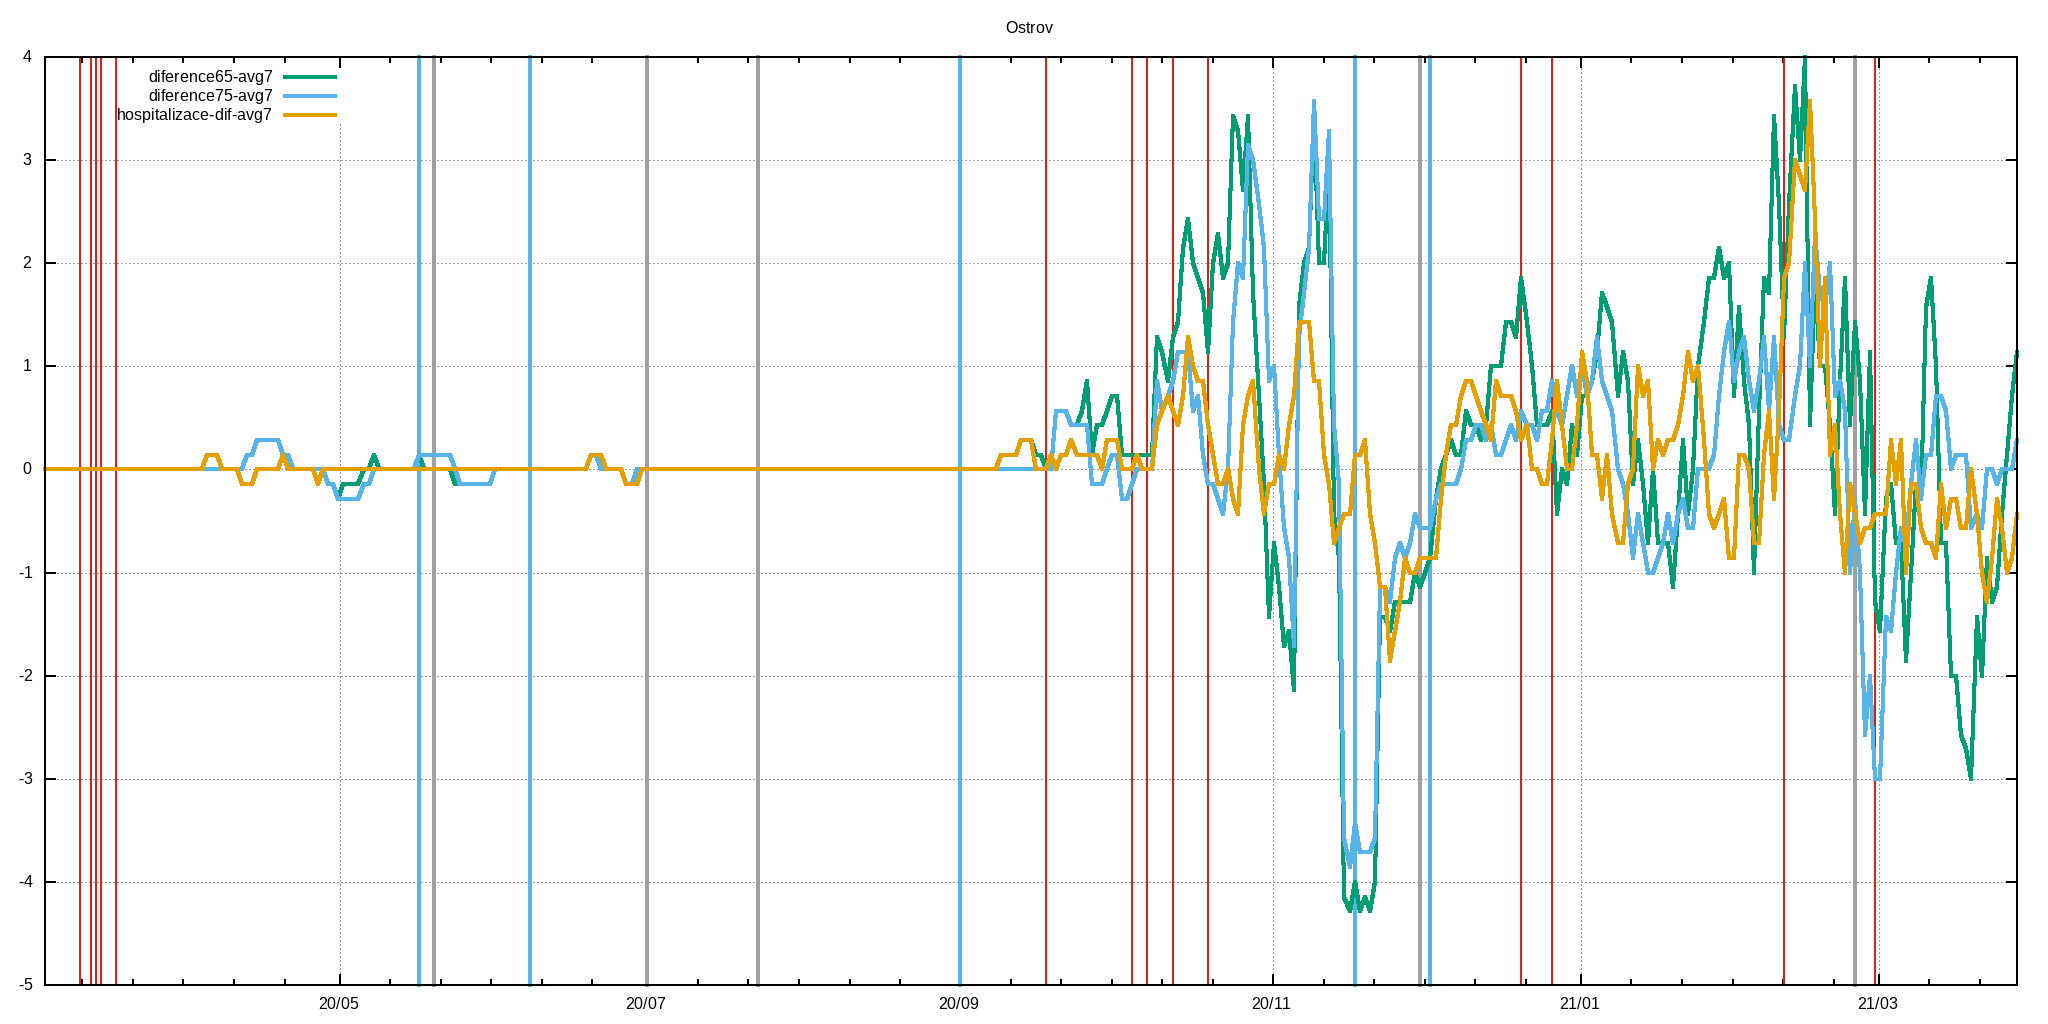 Ostrov
4
diference65-avg7
diference75-avg7
hospitalizace-dif-avg7
3
2
1
0
-1
-2
-3
-4
-5
20/05 20/07 20/09 20/11 21/01 21/03